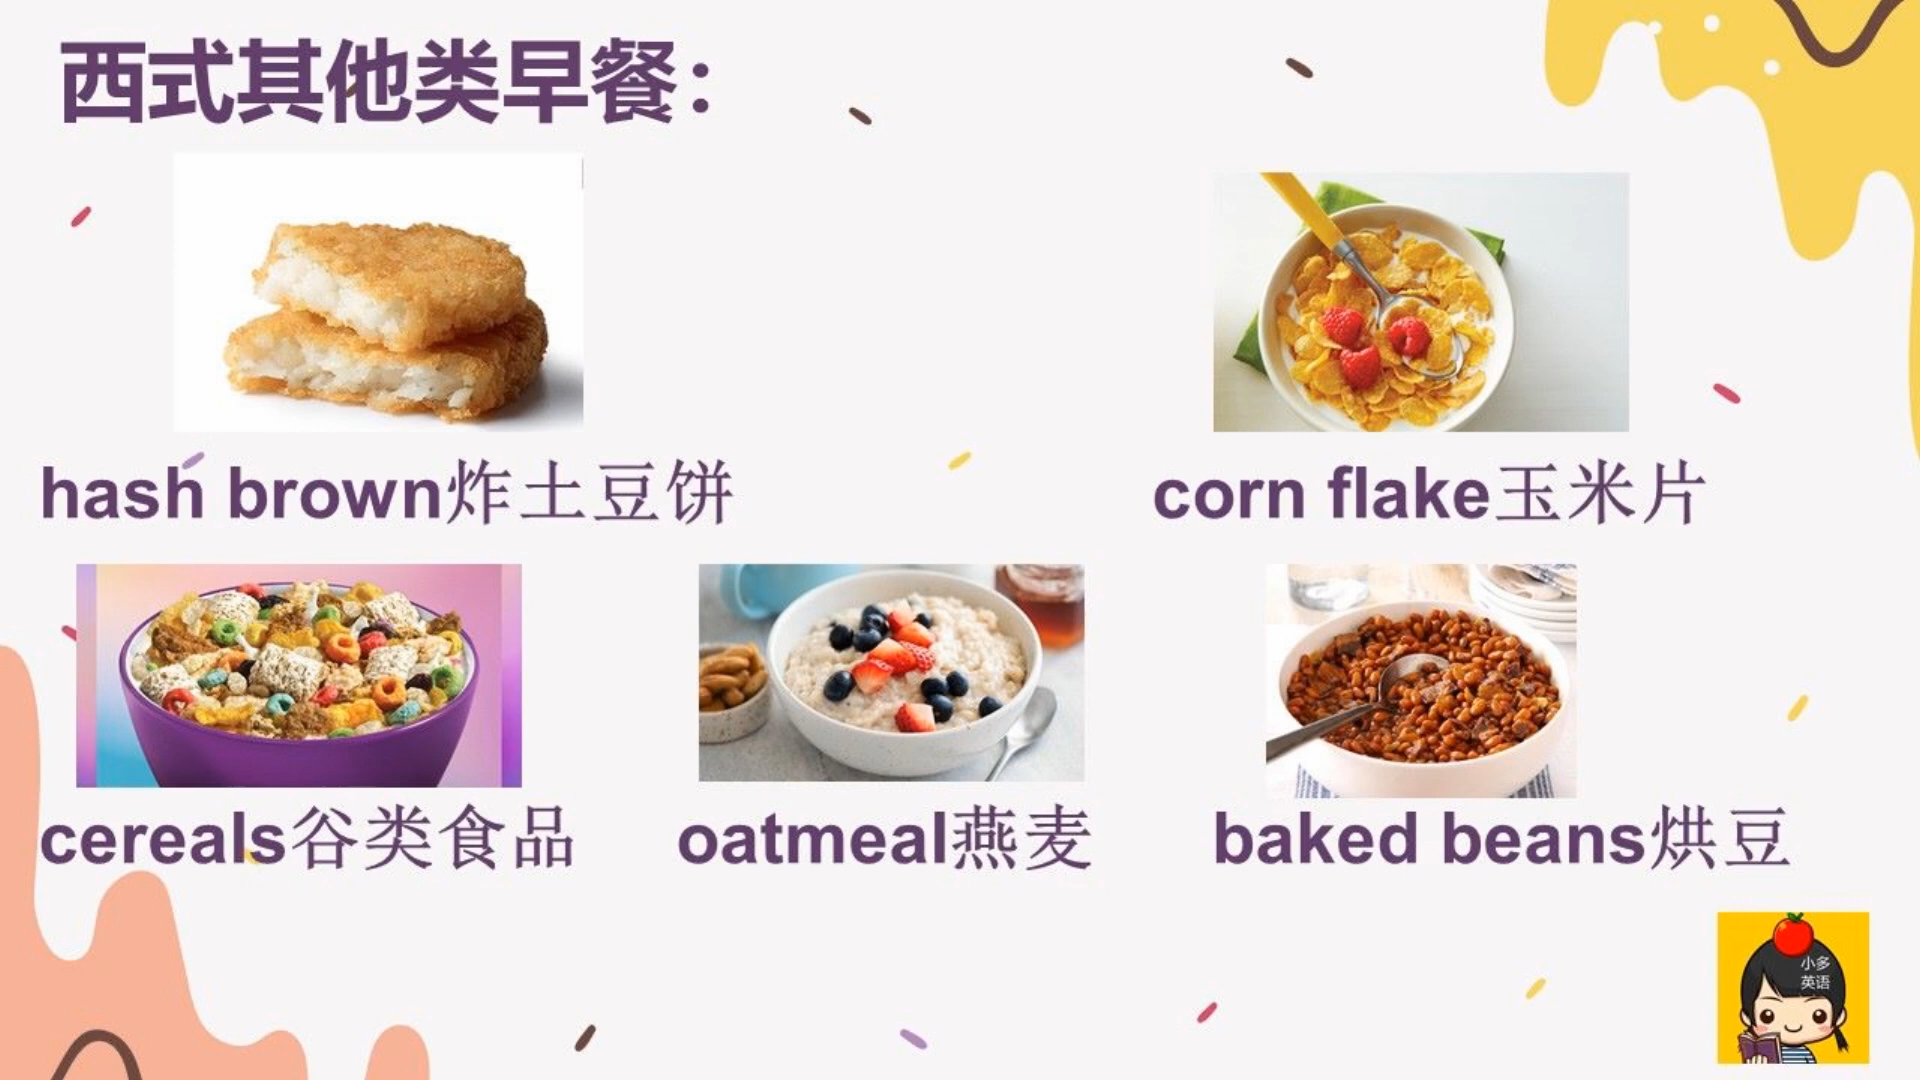 西式其他类早餐：
hash brown炸土豆饼
corn flake玉米片
cereals谷类食品
oatmeal燕麦
baked beans烘豆
小多
英语